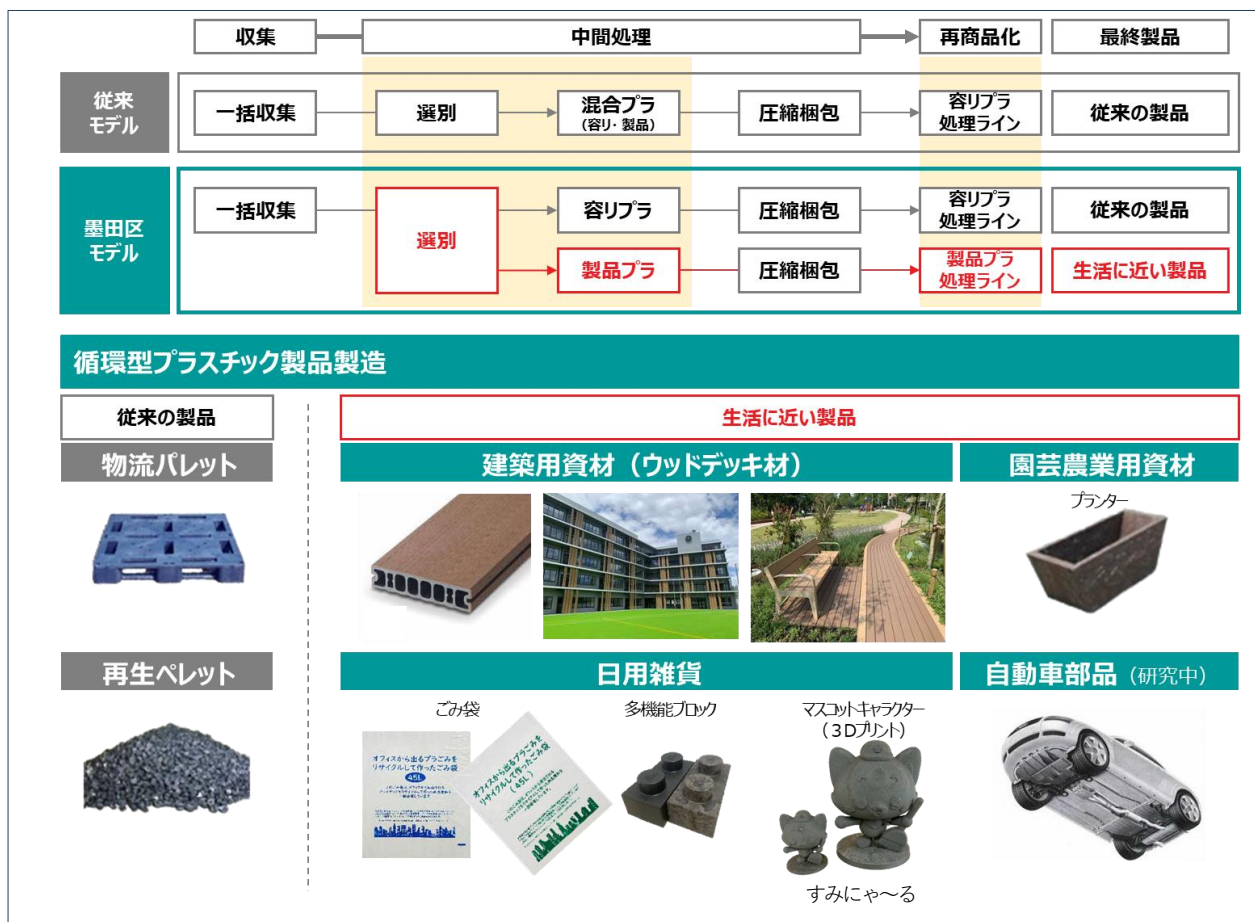 収集
中間処理
再商品化
最終製品
従来
モデル
一括収集
選別
混合プラ
（容リ・製品）
圧縮梱包
容リプラ
処理ライン
従来の製品
墨田区
モデル
一括収集
選別
容リプラ
圧縮梱包
容リプラ
処理ライン
従来の製品
製品プラ
圧縮梱包
製品プラ
処理ライン
生活に近い製品
循環型プラスチック製品製造
従来の製品
生活に近い製品
物流パレット
建築用資材（ウッドデッキ材）
園芸農業用資材
プランター
再生ペレット
日用雑貨
自動車部品（研究中）
ごみ袋
多機能ブロック
マスコットキャラクター
（３Dプリント）
オフィスから出るプラごみを
リサイクルして作ったごみ袋
45L
オフィスから出るプラごみを
リサイクルして作ったごみ袋
（45L）
すみにゃ～る